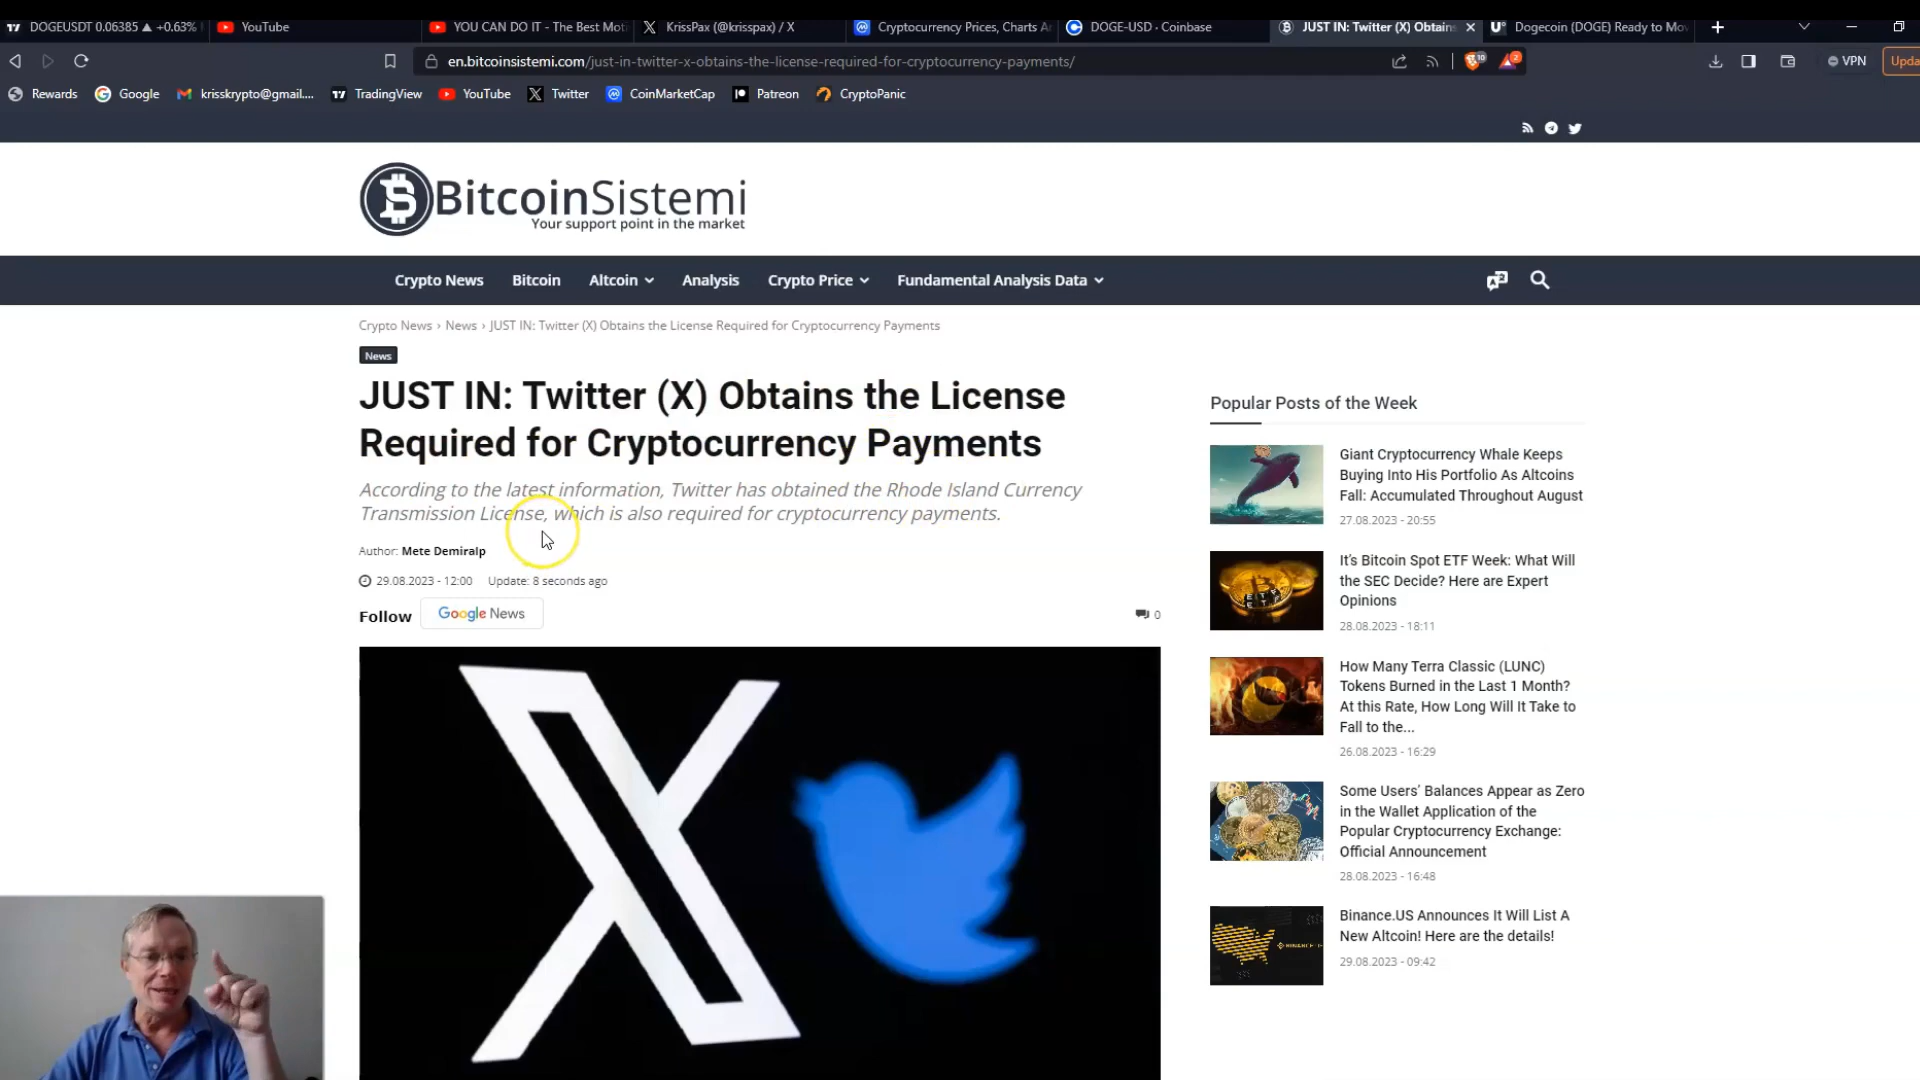 DOGEUSDT 0.06385 ▲ +0.63%
YouTube
YOU CAN DO IT - The Best Mot
KrissPax (@krisspax) / X
Cryptocurrency Prices, Charts A
DOGE-USD · Coinbase
JUST IN: Twitter (X) Obtains
Dogecoin (DOGE) Ready to Mov
en.bitcoinsistemi.com/just-in-twitter-x-obtains-the-license-required-for-cryptocurrency-payments/
10
2
VPN
Upda
Rewards
Google
krisskrypto@gmail....
TradingView
YouTube
Twitter
CoinMarketCap
Patreon
CryptoPanic
BitcoinSistemi
Your support point in the market
Crypto News
Bitcoin
Altcoin
Analysis
Crypto Price
Fundamental Analysis Data
Crypto News › News › JUST IN: Twitter (X) Obtains the License Required for Cryptocurrency Payments
News
JUST IN: Twitter (X) Obtains the License
Required for Cryptocurrency Payments
According to the latest information, Twitter has obtained the Rhode Island Currency
Transmission License, which is also required for cryptocurrency payments.
Author: Mete Demiralp
29.08.2023 - 12:00 Update: 8 seconds ago
Follow
Google News
0
Popular Posts of the Week
Giant Cryptocurrency Whale Keeps
Buying Into His Portfolio As Altcoins
Fall: Accumulated Throughout August
27.08.2023 - 20:55
It's Bitcoin Spot ETF Week: What Will
the SEC Decide? Here are Expert
Opinions
28.08.2023 - 18:11
How Many Terra Classic (LUNC)
Tokens Burned in the Last 1 Month?
At this Rate, How Long Will It Take to
Fall to the...
26.08.2023 - 16:29
Some Users' Balances Appear as Zero
in the Wallet Application of the
Popular Cryptocurrency Exchange:
Official Announcement
28.08.2023 - 16:48
Binance.US Announces It Will List A
New Altcoin! Here are the details!
29.08.2023 - 09:42